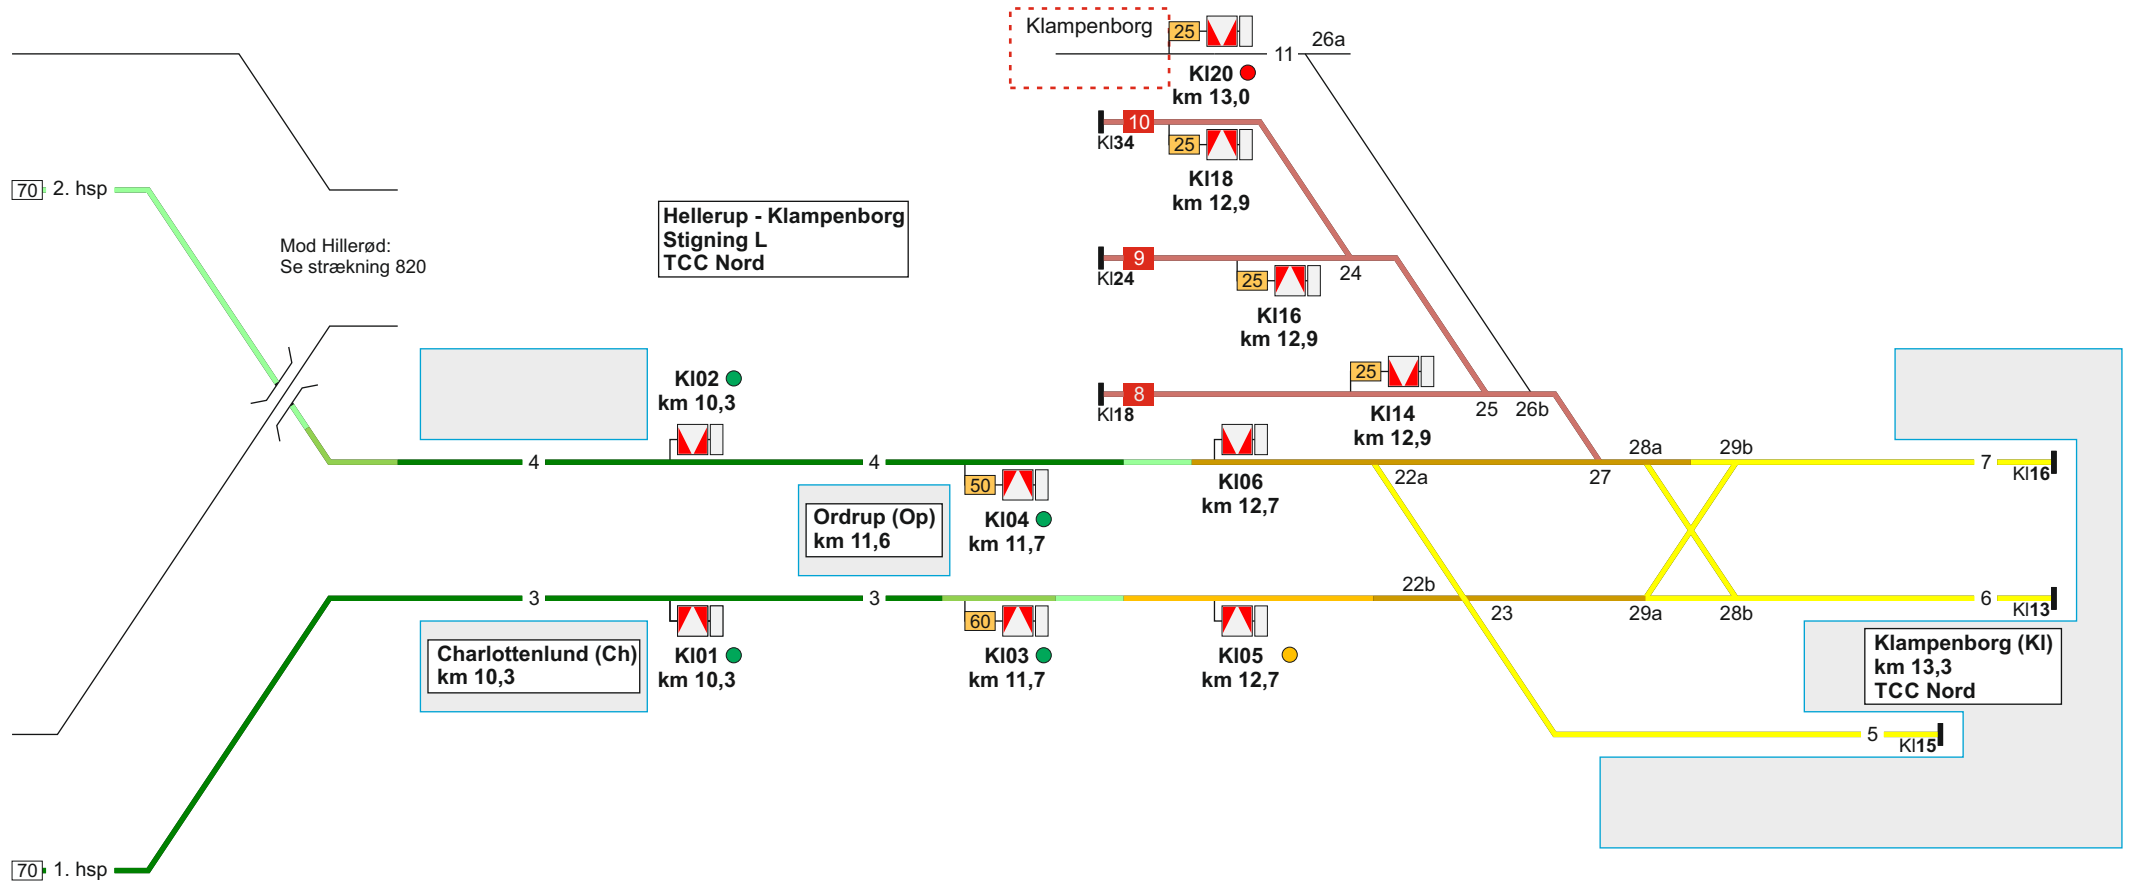 Klampenborg
25
11
26a
Kl20
km 13,0
10
Kl34
25
Kl18
km 12,9
70
2. hsp
Mod Hillerød:
Se strækning 820
Hellerup - Klampenborg
Stigning L
TCC Nord
9
Kl24
25
24
Kl16
km 12,9
Kl02
km 10,3
25
8
Kl18
Kl14
km 12,9
25
26b
4
4
28a
29b
7
Kl16
22a
27
50
Kl06
km 12,7
Ordrup (Op)
km 11,6
Kl04
km 11,7
3
3
22b
23
29a
28b
6
Kl13
60
Charlottenlund (Ch)
km 10,3
Kl01
km 10,3
Kl03
km 11,7
Kl05
km 12,7
Klampenborg (Kl)
km 13,3
TCC Nord
5
Kl15
70
1. hsp